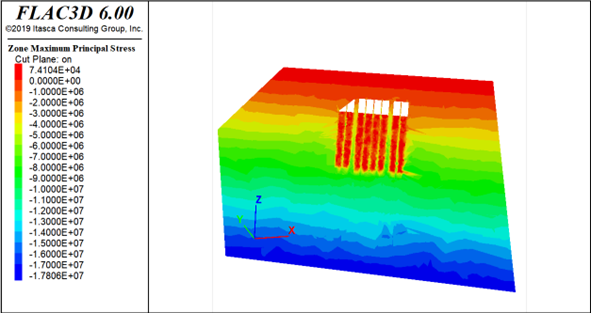 FLAC3D 6.00
©2019 Itasca Consulting Group, Inc.
Zone Maximum Principal Stress
Cut Plane: on
7.4104E+04
0.0000E+00
-1.0000E+06
-2.0000E+06
-3.0000E+06
-4.0000E+06
-5.0000E+06
-6.0000E+06
-7.0000E+06
-8.0000E+06
-9.0000E+06
-1.0000E+07
-1.1000E+07
-1.2000E+07
-1.3000E+07
-1.4000E+07
-1.5000E+07
-1.6000E+07
-1.7000E+07
-1.7806E+07
Z
Y
X